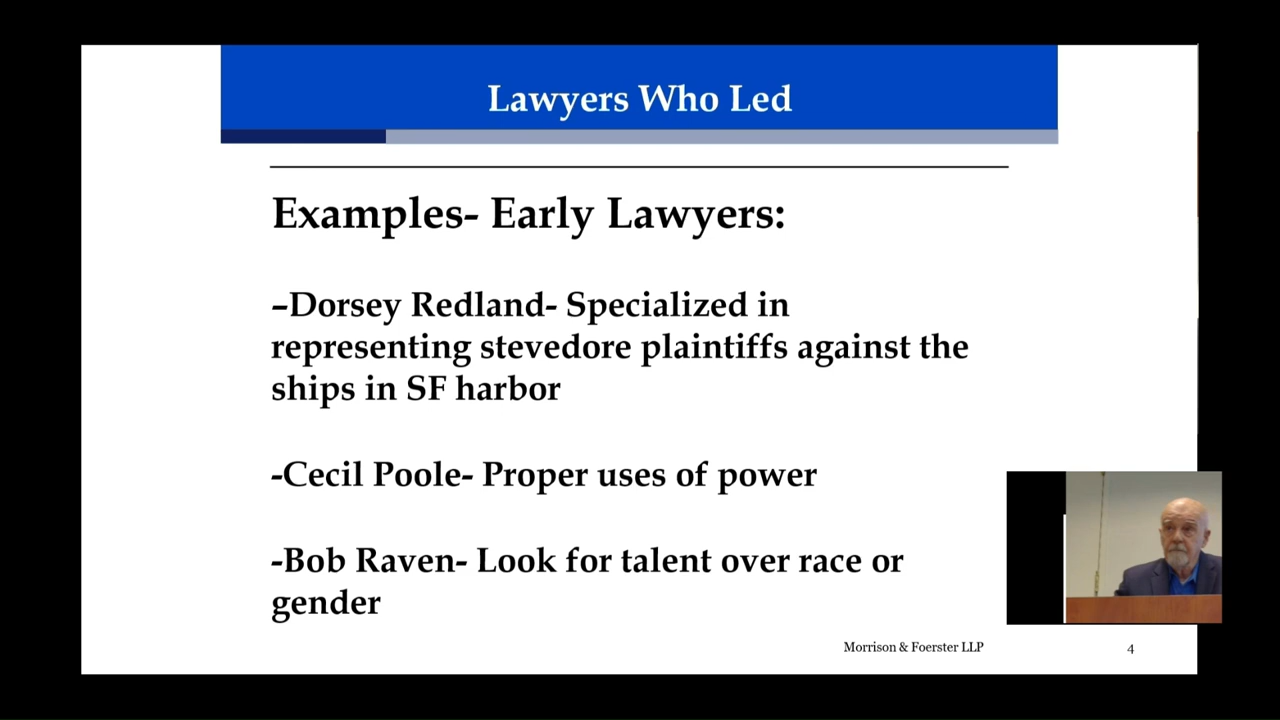 Lawyers Who Led
Examples- Early Lawyers:
–Dorsey Redland- Specialized in
representing stevedore plaintiffs against the
ships in SF harbor
-Cecil Poole- Proper uses of power
-Bob Raven- Look for talent over race or
gender
Morrison & Foerster LLP
4